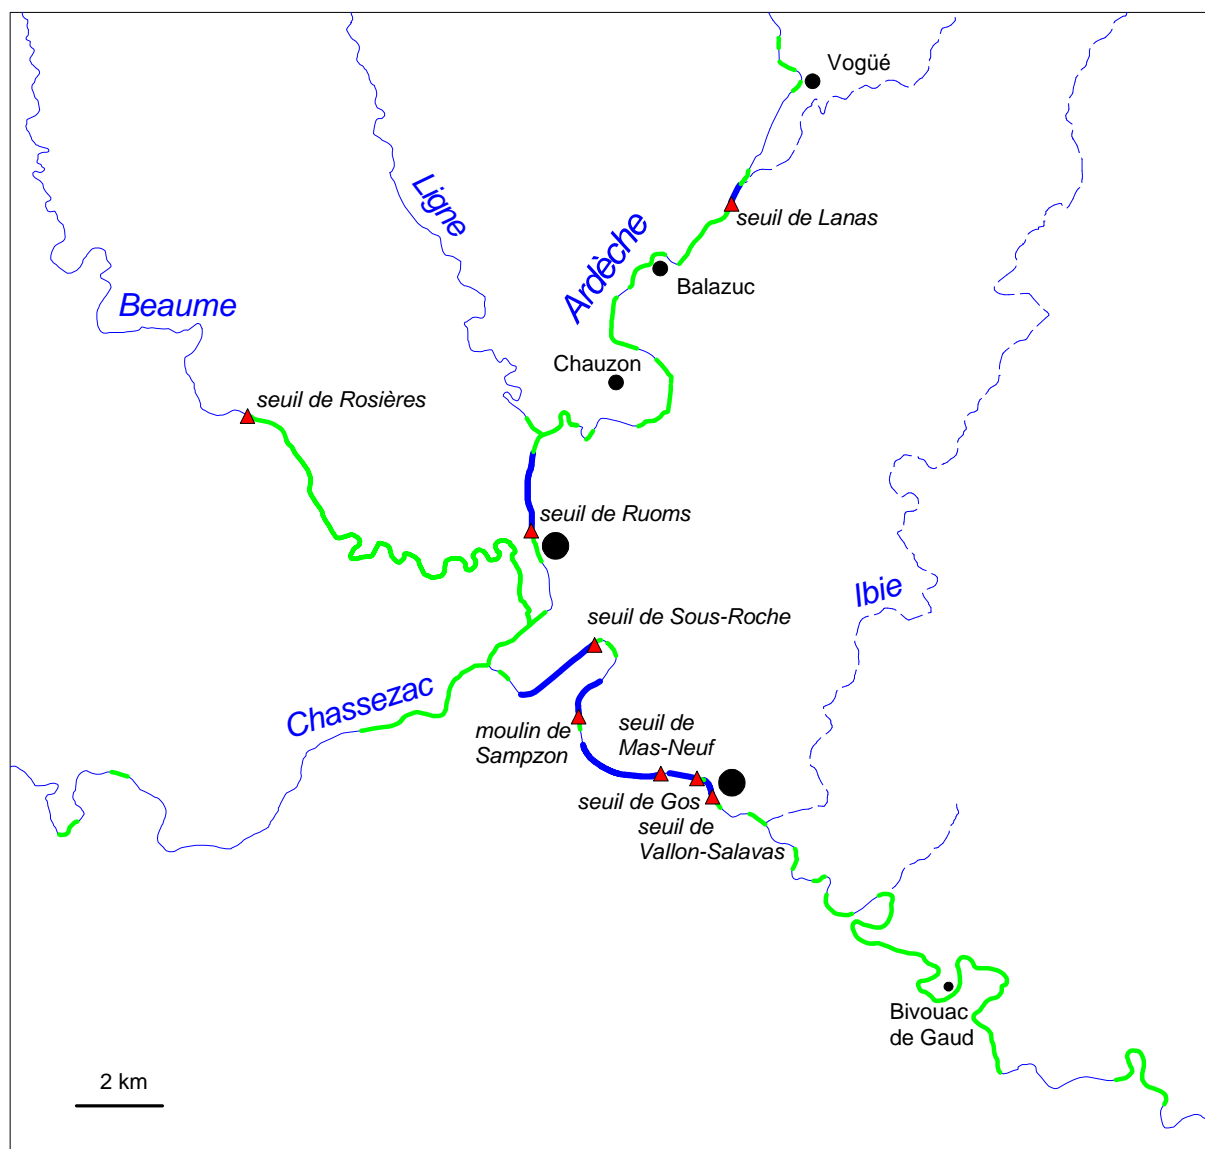 Vogüé
Ligne
seuil de Lanas
Ardèche
Balazuc
Beaume
Chauzon
seuil de Rosières
seuil de Ruoms
Ibie
seuil de Sous-Roche
Chassezac
moulin de
Sampzon
seuil de
Mas-Neuf
seuil de Gos
seuil de
Vallon-Salavas
Bivouac
de Gaud
2 km